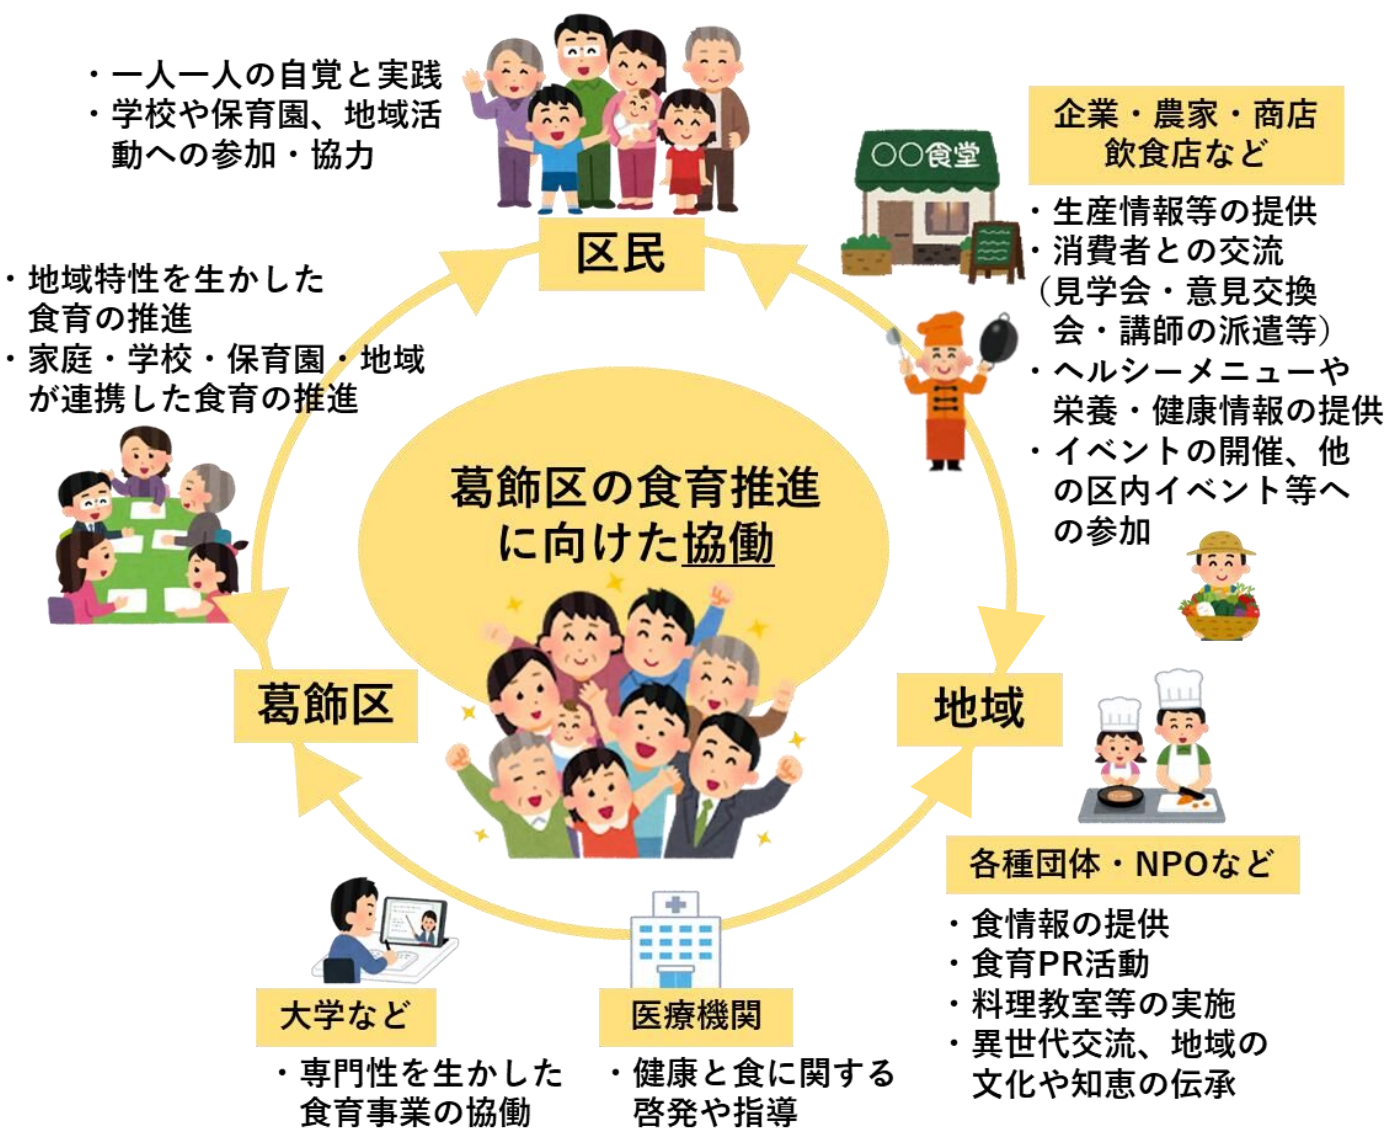 ・一人一人の自覚と実践
・学校や保育園、地域活
動への参加・協力
区民
〇〇食堂
企業・農家・商店
飲食店など
・生産情報等の提供
・消費者との交流
（見学会・意見交換
会・講師の派遣等）
・ヘルシーメニューや
栄養・健康情報の提供
・イベントの開催、他
の区内イベント等へ
の参加
・地域特性を生かした
食育の推進
・家庭・学校・保育園・地域
が連携した食育の推進
葛飾区の食育推進
に向けた協働
葛飾区
地域
各種団体・NPOなど
・食情報の提供
・食育PR活動
・料理教室等の実施
・異世代交流、地域の
文化や知恵の伝承
大学など
・専門性を生かした
食育事業の協働
医療機関
・健康と食に関する
啓発や指導